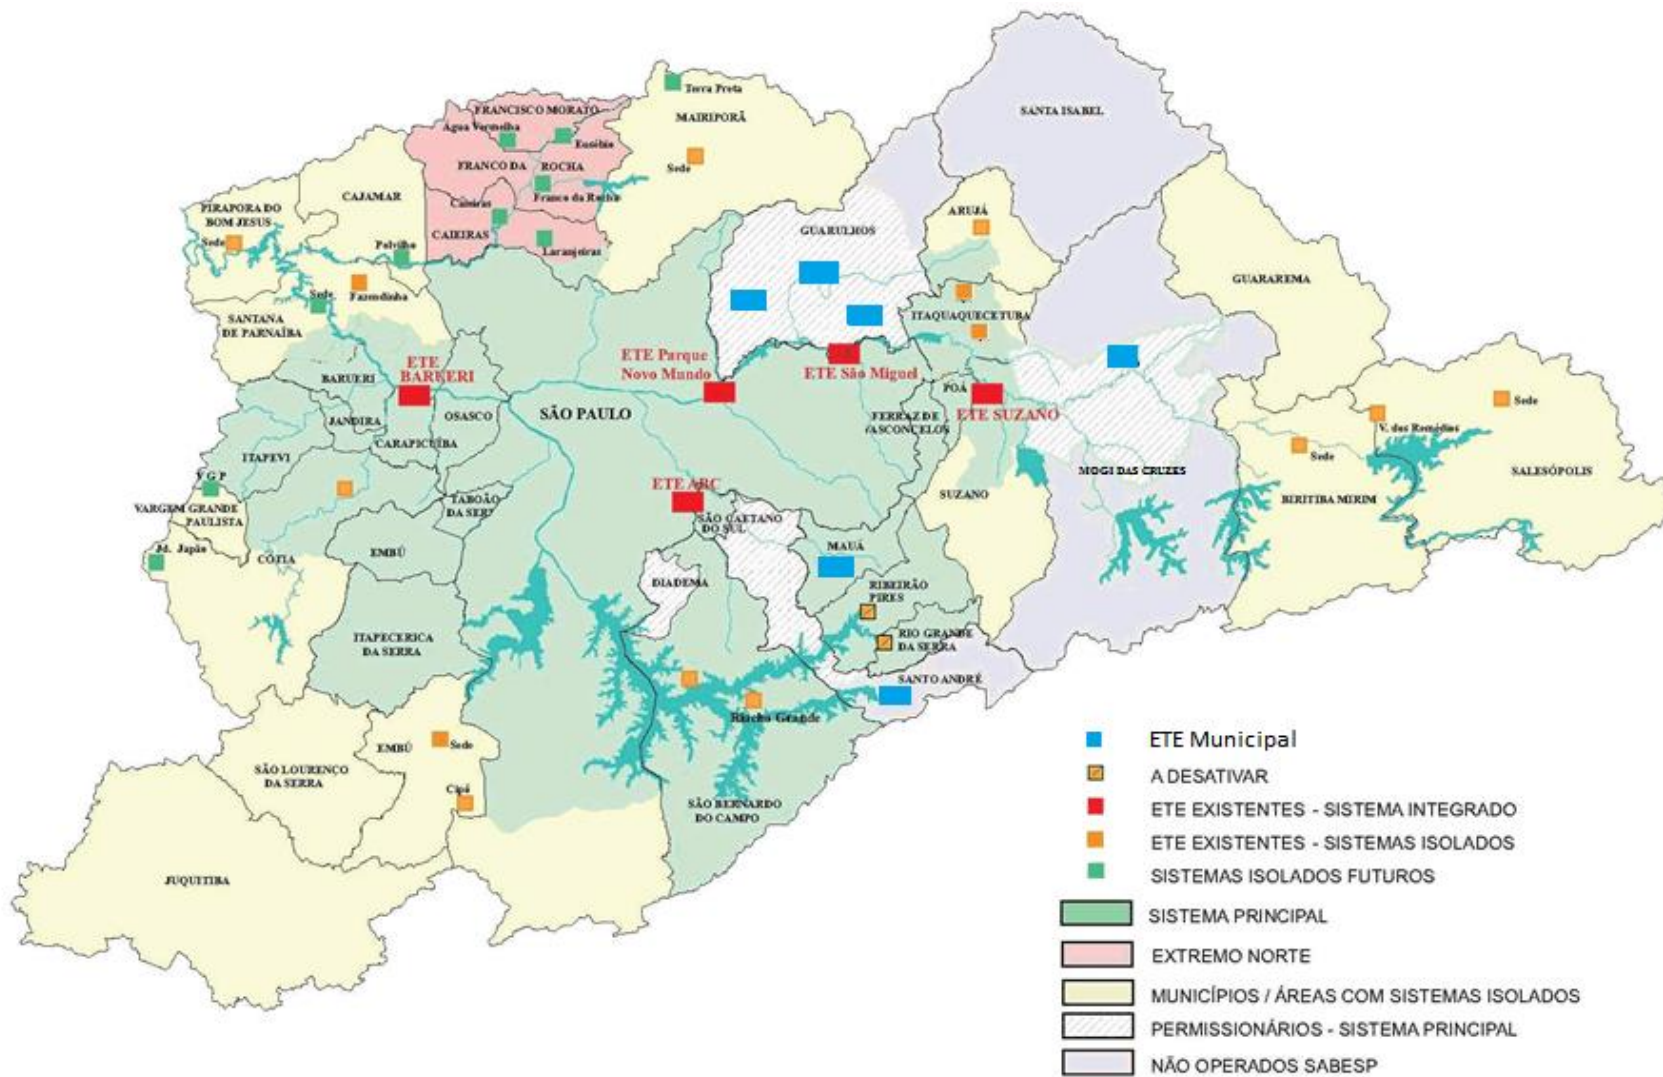 SANTA ISABEL
Terra Preta
MAIRIPORÃ
FRANCISCO MORATO
Água Vermelha
Eusébio
FRANCO DA
ROCHA
Sede
Franco da Rocha
CAJAMAR
PIRAPORA DO
BOM JESUS
Sede
Caieiras
CAIEIRAS
Laranjeiras
Polvilho
ARUJÁ
GUARULHOS
GUARAREMA
Sede
Fazendinha
SANTANA
DE PARNAÍBA
ITAQUAQUECETUBA
ETE
BARUERI
BARUERI
ETE Parque
Novo Mundo
ETE São Miguel
POÁ
ETE SUZANO
JANDIRA
OSASCO
SÃO PAULO
FERRAZ DE
VASCONCELOS
CARAPICUÍBA
Sede
V. dos Remédios
ITAPEVI
Sede
SALESÓPOLIS
MOGI DAS CRUZES
V G P
ETE ABC
SUZANO
BIRITIBA MIRIM
VARGEM GRANDE
PAULISTA
TABOÃO
DA SERR
SÃO CAETANO
DO SUL
Jd. Japão
COTIA
EMBÚ
MAUÁ
DIADEMA
RIBEIRÃO
PIRES
ITAPECERICA
DA SERRA
RIO GRANDE
DA SERRA
SANTO ANDRÉ
Riacho Grande
EMBÚ
Sede
SÃO LOURENÇO
DA SERRA
Cipó
SÃO BERNARDO
DO CAMPO
JUQUITIBA
ETE Municipal
A DESATIVAR
ETE EXISTENTES - SISTEMA INTEGRADO
ETE EXISTENTES - SISTEMAS ISOLADOS
SISTEMAS ISOLADOS FUTUROS
SISTEMA PRINCIPAL
EXTREMO NORTE
MUNICÍPIOS / ÁREAS COM SISTEMAS ISOLADOS
PERMISSIONÁRIOS - SISTEMA PRINCIPAL
NÃO OPERADOS SABESP